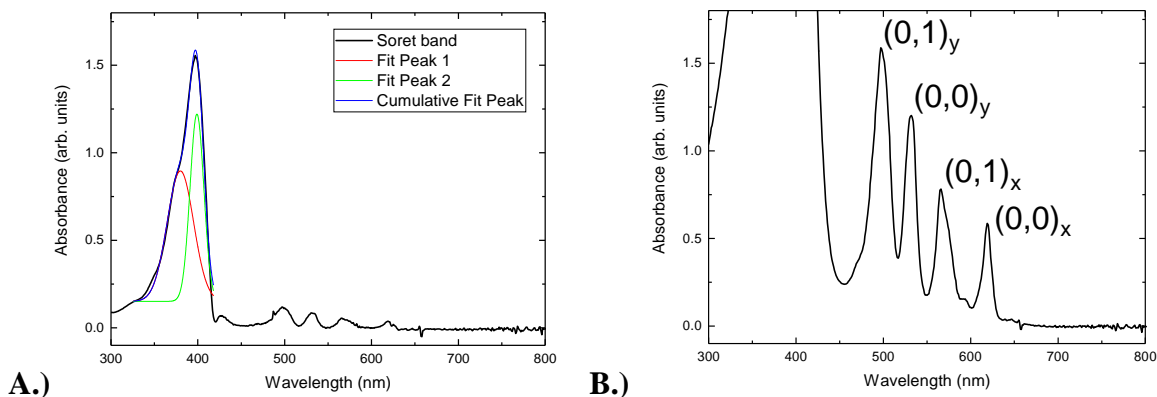 Soret band
Fit Peak 1
Fit Peak 2
Cumulative Fit Peak
1.5
1.0
0.5
0.0
Absorbance (arb. units)
300 400 500 600 700 800
Wavelength (nm)
A.)
(0,1)y
(0,0)y
(0,1)x
(0,0)x
1.5
1.0
0.5
0.0
Absorbance (arb. units)
300 400 500 600 700 800
Wavelength (nm)
B.)